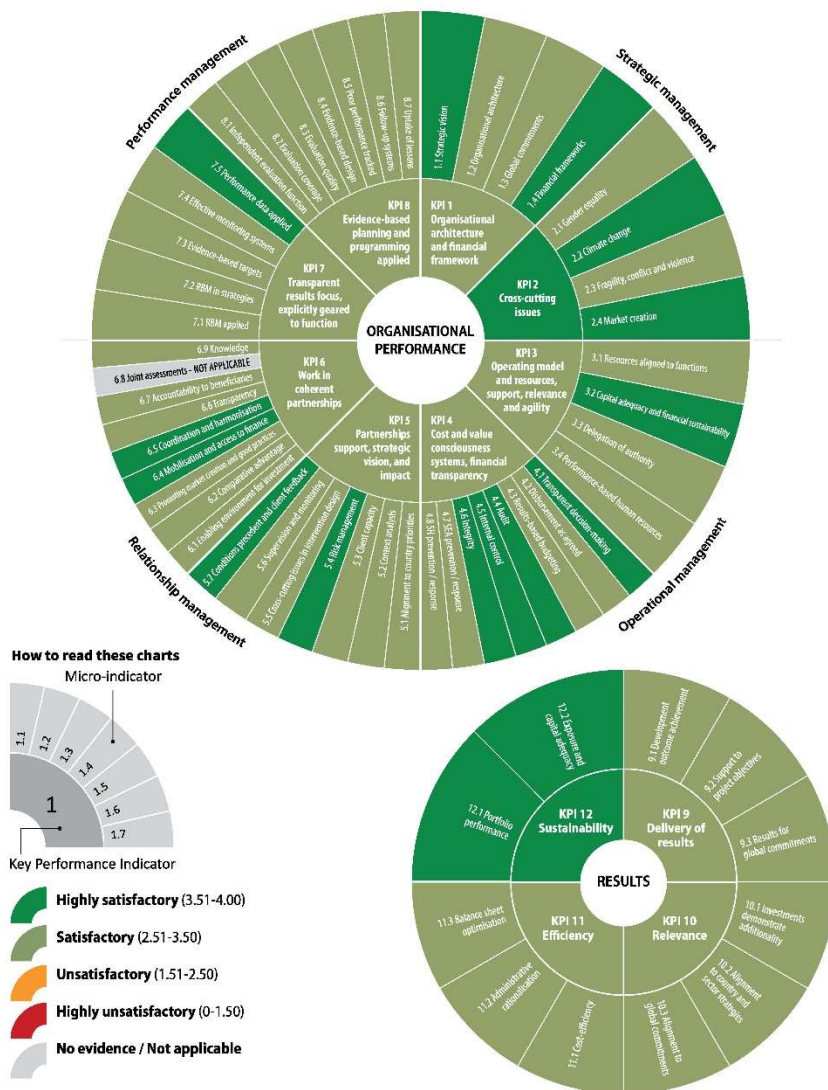 Performance management
Strategic management
Relationship management
Operational management
ORGANISATIONAL
PERFORMANCE
KPI 1
Organisational
architecture
and financial
framework
1.1 Strategic vision
1.2 Organisational architecture
1.3 Global commitments
1.4 Financial frameworks
KPI 2
Cross-cutting
issues
2.1 Gender equality
2.2 Climate change
2.3 Fragility, conflict and violence
2.4 Market creation
KPI 3
Operating model
and resources,
support, relevance
and agility
3.1 Resources aligned to functions
3.2 Capital adequacy and financial sustainability
3.3 Delegation of authority
3.4 Performance-based human resources
KPI 4
Cost and value
consciousness
systems, financial
transparency
4.1 Transparent decision-making
4.2 Disbursement as agreed
4.3 Results-based budgeting
4.4 Audit
4.5 Internal control
4.6 Integrity
4.7 SEA prevention / response
4.8 SH prevention / response
KPI 5
Partnerships
support, strategic
vision, and
impact
5.1 Alignment to country priorities
5.2 Context analysis
5.3 Client capacity
5.4 Risk management
5.5 Cross-cutting issues in intervention design
5.6 Supervision and monitoring
5.7 Conditions precedent and client feedback
KPI 6
Work in
coherent
partnerships
6.1 Enabling environment for investment
6.2 Comparative advantage
6.3 Promoting market creation and good practices
6.4 Mobilisation and access to finance
6.5 Coordination and harmonisation
6.6 Transparency
6.7 Accountability to beneficiaries
6.8 Joint assessments - NOT APPLICABLE
6.9 Knowledge
KPI 7
Transparent
results focus,
explicitly geared
to function
7.1 RBM applied
7.2 RBM in strategies
7.3 Evidence-based targets
7.4 Effective monitoring systems
7.5 Performance data applied
KPI 8
Evidence-based
planning and
programming
applied
8.1 Independent evaluation function
8.2 Evaluation coverage
8.3 Evaluation quality
8.4 Evidence-based design
8.5 Prior performance tracked
8.6 Follow-up systems
8.7 Uptake of lessons
How to read these charts
Micro-indicator
1.1
1.2
1.3
1.4
1.5
1.6
1.7
1
Key Performance Indicator
Highly satisfactory (3.51-4.00)
Satisfactory (2.51-3.50)
Unsatisfactory (1.51-2.50)
Highly unsatisfactory (0-1.50)
No evidence / Not applicable
RESULTS
KPI 9
Delivery of
results
9.1 Development
outcome achievement
9.2 Support to
project objectives
9.3 Results for
global commitments
KPI 10
Relevance
10.1 Investments
demonstrate
additionality
10.2 Alignment
to country and
sector strategies
10.3 Alignment to
global commitments
KPI 11
Efficiency
11.1 Cost-efficiency
11.2 Administrative
rationalisation
11.3 Balance sheet
optimisation
KPI 12
Sustainability
12.1 Portfolio
performance
12.2 Exposure and
capital adequacy